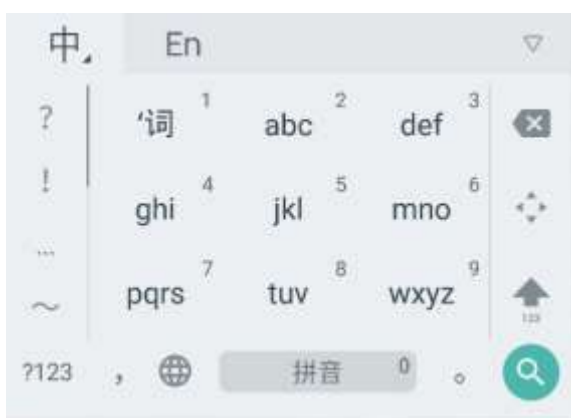 中 En
? '词 1 abc 2 def 3
! ghi 4 jkl 5 mno 6
... pqrs 7 tuv 8 wxyz 9
～ 123
?123 ， 拼音 0 。